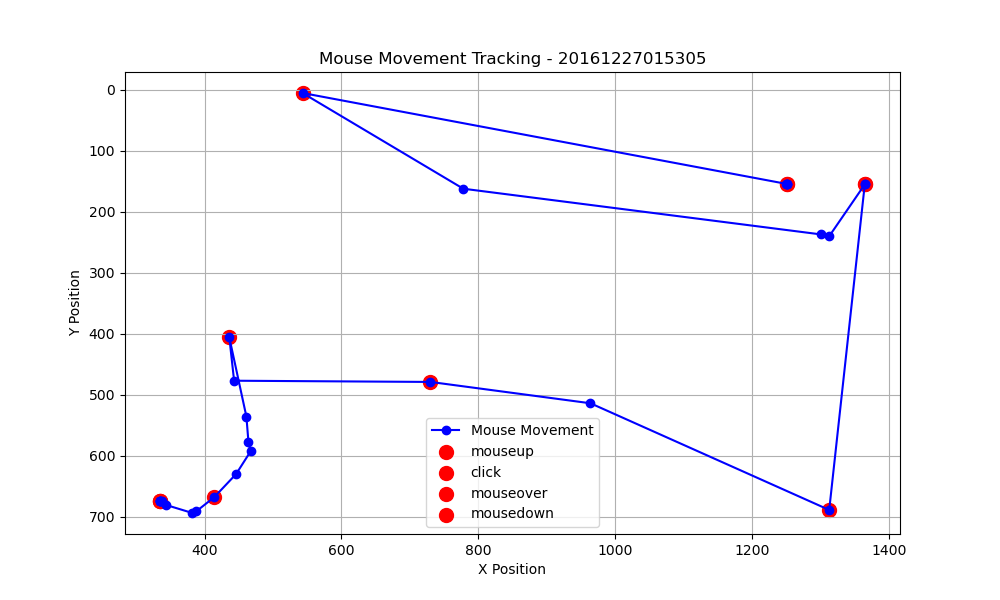 Mouse Movement Tracking - 20161227015305
Y Position
0
100
200
300
400
500
600
700
Mouse Movement
mouseup
click
mouseover
mousedown
400 600 800 1000 1200 1400
X Position